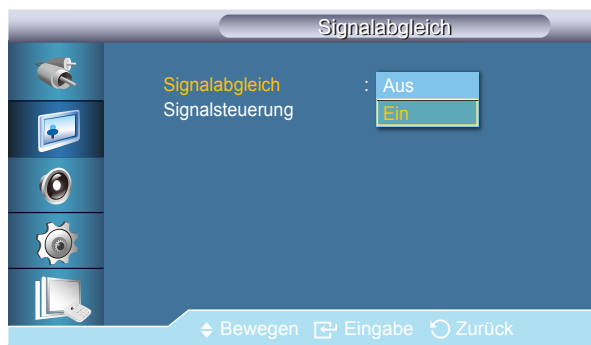 Signalabgleich
Signalabgleich : Aus
Signalsteuerung Ein
Bewegen Eingabe Zurück